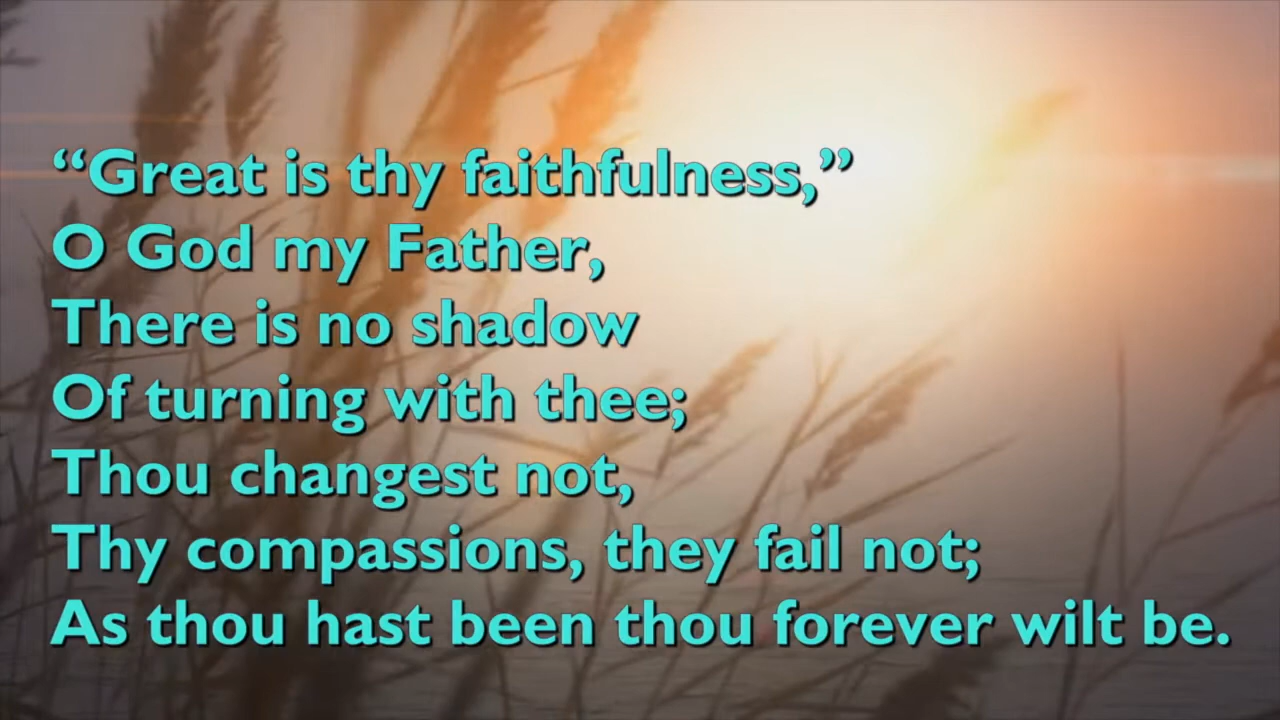 “Great is thy faithfulness,”
O God my Father,
There is no shadow
Of turning with thee;
Thou changest not,
Thy compassions, they fail not;
As thou hast been thou forever wilt be.